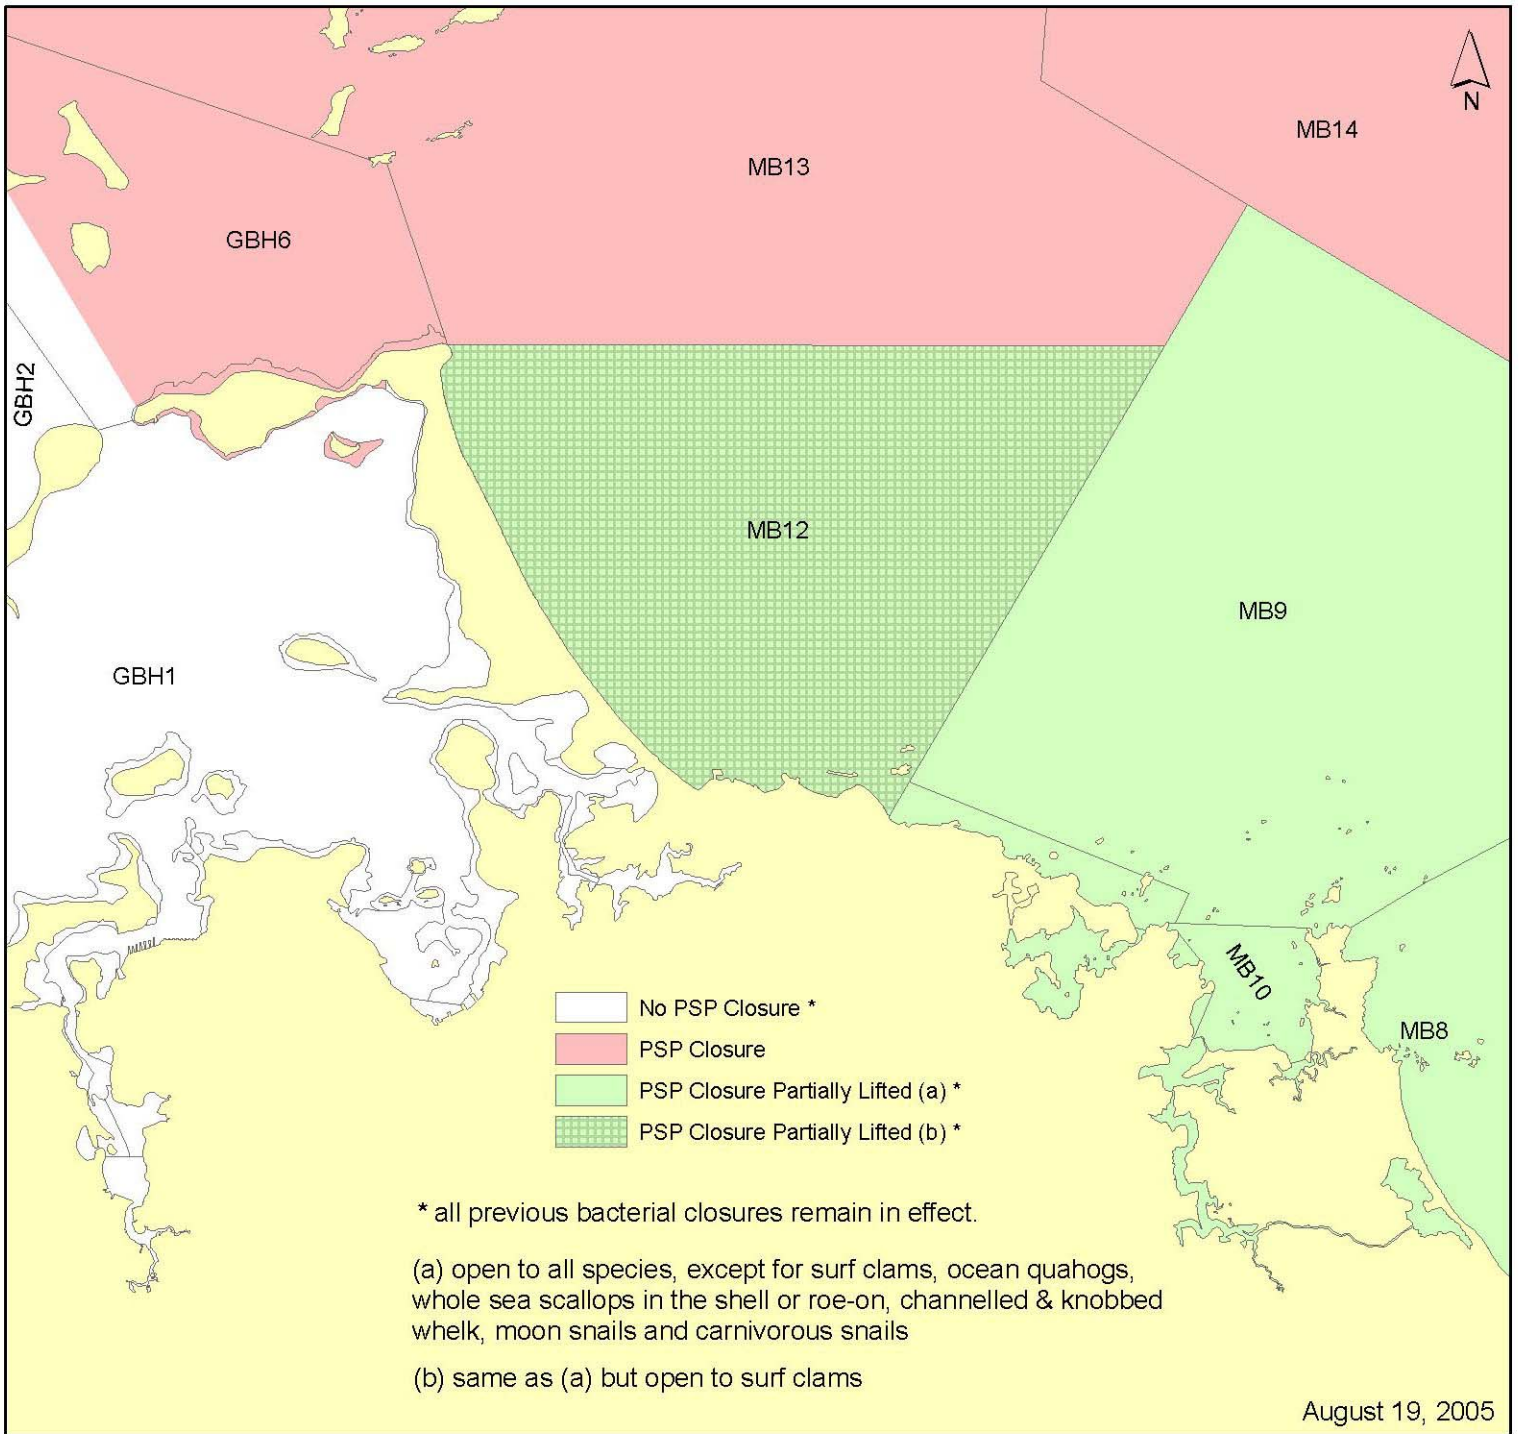 N
MB14
MB13
GBH6
GBH2
MB12
MB9
GBH1
MB10
MB8
No PSP Closure *
PSP Closure
PSP Closure Partially Lifted (a) *
PSP Closure Partially Lifted (b) *
* all previous bacterial closures remain in effect.
(a) open to all species, except for surf clams, ocean quahogs,
whole sea scallops in the shell or roe-on, channelled & knobbed
whelk, moon snails and carnivorous snails
(b) same as (a) but open to surf clams
August 19, 2005